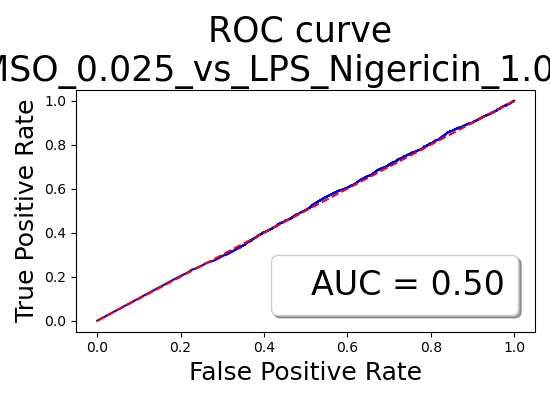 ROC curve
MSO_0.025_vs_LPS_Nigericin_1.0
True Positive Rate
1.0
0.8
0.6
0.4
0.2
0.0
AUC = 0.50
0.0 0.2 0.4 0.6 0.8 1.0
False Positive Rate